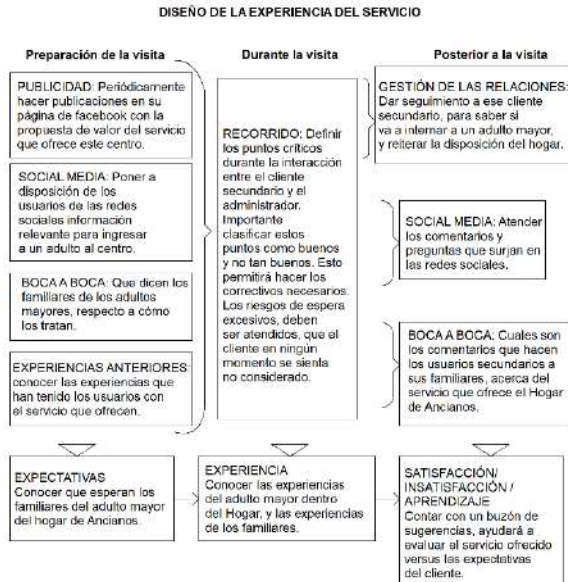 DISEÑO DE LA EXPERIENCIA DEL SERVICIO
Preparación de la visita
PUBLICIDAD: Periódicamente
hacer publicaciones en su
página de facebook con la
propuesta de valor del servicio
que ofrece este centro.
SOCIAL MEDIA: Poner a
disposición de los
usuarios de las redes
sociales información
relevante para ingresar
a un adulto al centro.
BOCA A BOCA: Que dicen los
familiares de los adultos
mayores, respecto a cómo
los tratan.
EXPERIENCIAS ANTERIORES:
conocer las experiencias que
han tenido los usuarios con
el servicio que ofrecen.
EXPECTATIVAS
Conocer que esperan los
familiares del adulto mayor
del hogar de Ancianos.
Durante la visita
RECORRIDO: Definir
los puntos críticos
durante la interacción
entre el cliente
secundario y el
administrador.
Importante
clasificar estos
puntos como buenos
y no tan buenos. Esto
permitirá hacer los
correctivos necesarios.
Los riesgos de espera
excesivos, deben
ser atendidos, que el
cliente en ningún
momento se sienta
no considerado.
EXPERIENCIA
Conocer las experiencias
del adulto mayor dentro
del Hogar, y las experiencias
de los familiares.
Posterior a la visita
GESTIÓN DE LAS RELACIONES:
Dar seguimiento a ese cliente
secundario, para saber si
va a internar a un adulto mayor,
y reiterar la disposición del hogar.
SOCIAL MEDIA: Atender
los comentarios y
preguntas que surjan en
las redes sociales.
BOCA A BOCA: Cuales son
los comentarios que hacen
los usuarios secundarios a
sus familiares, acerca del
servicio que ofrece el Hogar
de Ancianos.
SATISFACCIÓN/
INSATISFACCIÓN /
APRENDIZAJE
Contar con un buzón de
sugerencias, ayudará a
evaluar el servicio ofrecido
versus las expectativas
del cliente.